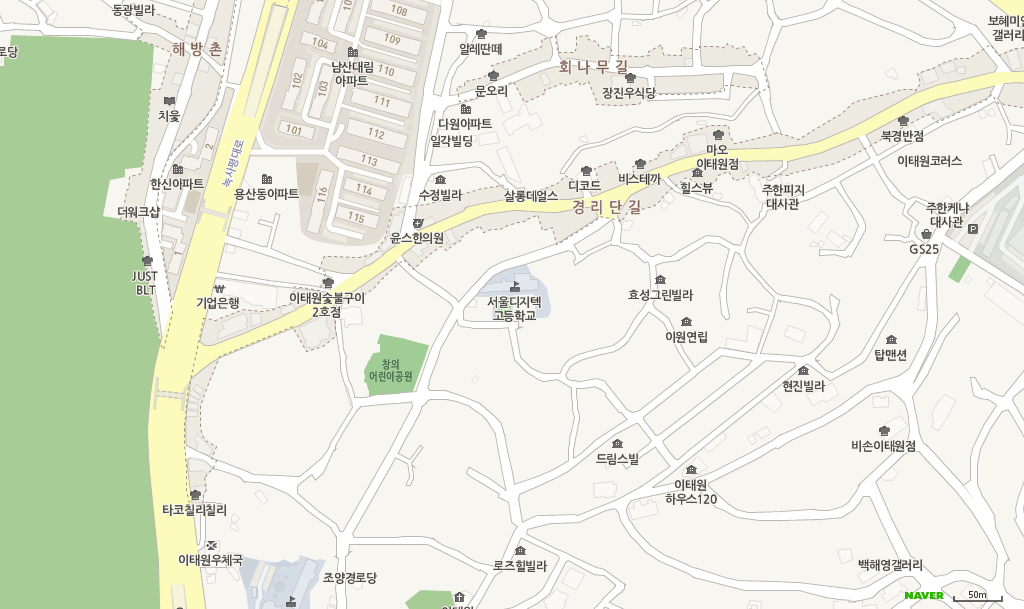 동광빌라
로당
해방촌
108
109
104
남산대림
아파트
110
102
103
111
101
112
113
116
114
115
알레딴떼
회나무길
문오리
장진우식당
보혜미안
갤러리
치읓
다원아파트
일각빌딩
북경반점
마오
이태원점
이태원코러스
녹사평대로
2
한신아파트
용산동아파트
디코드
비스테까
힐스뷰
수정빌라
살롱데얼스
경리단길
주한피지
대사관
주한케냐
대사관
P
더워크샵
1
윤스한의원
GS25
JUST
BLT
기업은행
이태원숯불구이
2호점
서울디지텍
고등학교
효성그린빌라
이원연립
탑맨션
창의
어린이공원
현진빌라
비손이태원점
드림스빌
이태원
하우스120
타코칠리칠리
이태원우체국
조양경로당
로즈힐빌라
백해영갤러리
NAVER
50m